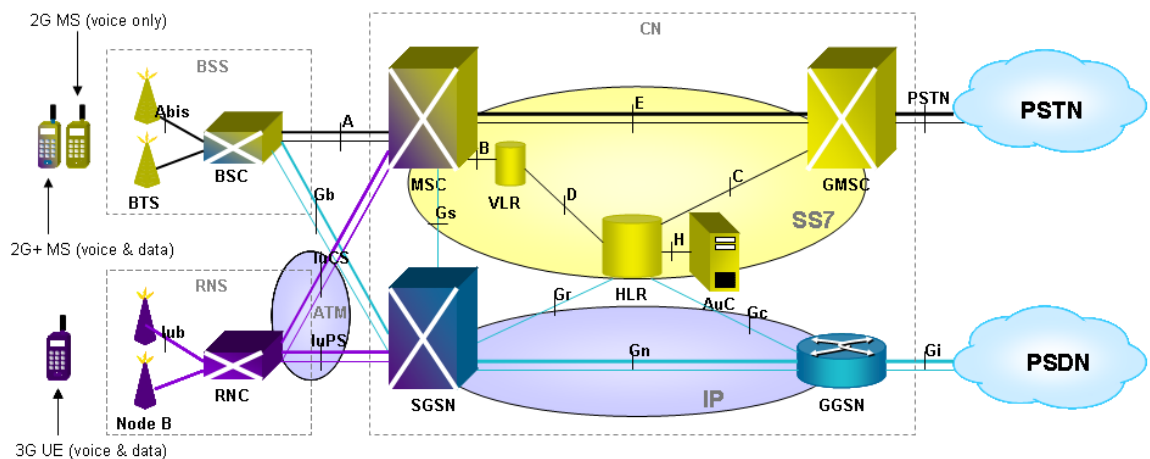 2G MS (voice only)
CN
BSS
Abis
A
E
PSTN
PSTN
B
BSC
MSC
GMSC
BTS
Gb
VLR
D
C
Gs
SS7
H
2G+ MS (voice & data)
IuCS
HLR
RNS
ATM
Gr
AuC
Gc
Iub
IuPS
Gn
Gi
PSDN
RNC
SGSN
IP
GGSN
Node B
3G UE (voice & data)